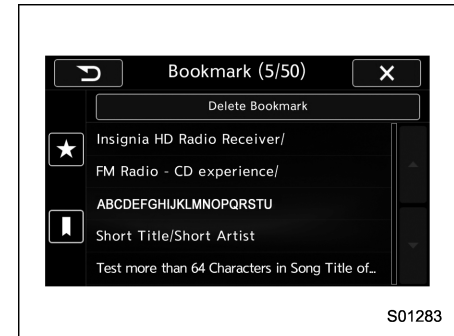 Bookmark (5/50)
Delete Bookmark
Insignia HD Radio Receiver/
FM Radio - CD experience/
ABCDEFGHIJKLMNOPQRSTU
Short Title/Short Artist
Test more than 64 Characters in Song Title of...
S01283